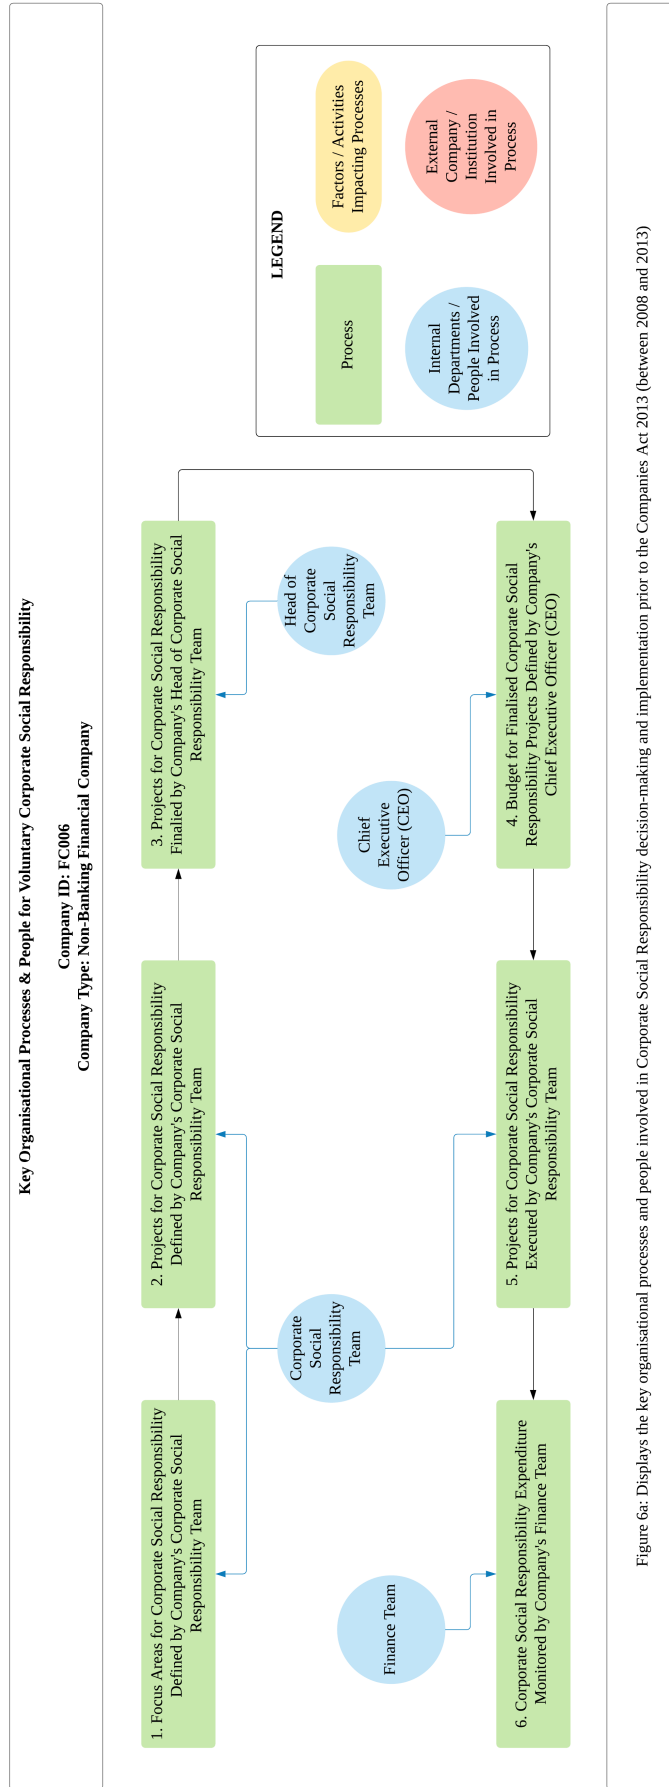 Key Organisational Processes & People for Voluntary Corporate Social Responsibility
Company ID: FC006
Company Type: Non-Banking Financial Company
1. Focus Areas for Corporate Social Responsibility
Defined by Company's Corporate Social
Responsibility Team
2. Projects for Corporate Social Responsibility
Defined by Company's Corporate Social
Responsibility Team
3. Projects for Corporate Social Responsibility
Finalied by Company's Head of Corporate Social
Responsibility Team
Corporate
Social
Responsibility
Team
Head of
Corporate
Social
Responsibility
Team
Finance Team
Chief
Executive
Officer (CEO)
6. Corporate Social Responsibility Expenditure
Monitored by Company's Finance Team
5. Projects for Corporate Social Responsibility
Executed by Company's Corporate Social
Responsibility Team
4. Budget for Finalised Corporate Social
Responsibility Projects Defined by Company's
Chief Executive Officer (CEO)
LEGEND
Process
Factors / Activities
Impacting Processes
Internal
Departments /
People Involved
in Process
External
Company /
Institution
Involved in
Process
Figure 6a: Displays the key organisational processes and people involved in Corporate Social Responsibility decision-making and implementation prior to the Companies Act 2013 (between 2008 and 2013)